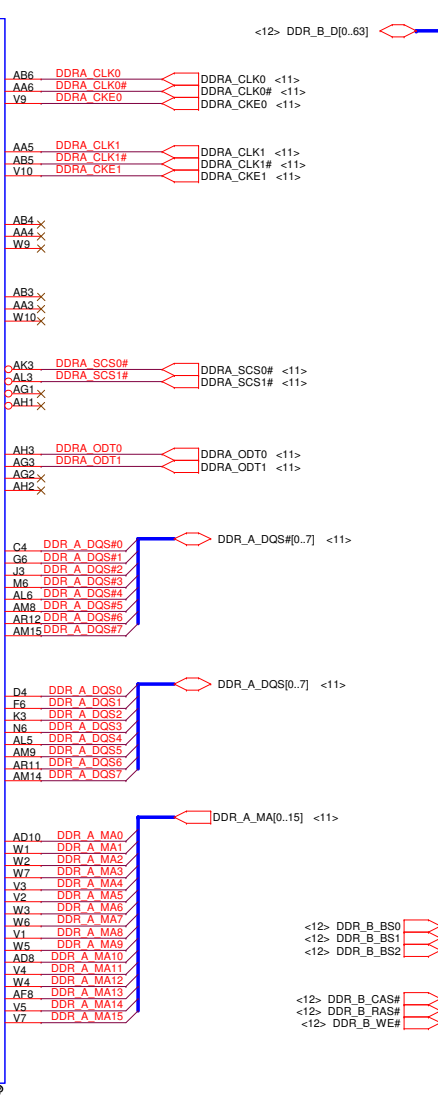 <12> DDR_B_D[0..63]
AB6 DDRA_CLK0 DDRA_CLK0 <11>
AA6 DDRA_CLK0# DDRA_CLK0# <11>
V9 DDRA_CKE0 DDRA_CKE0 <11>
AA5 DDRA_CLK1 DDRA_CLK1 <11>
AB5 DDRA_CLK1# DDRA_CLK1# <11>
V10 DDRA_CKE1 DDRA_CKE1 <11>
AB4
AA4
W9
AB3
AA3
W10
AK3 DDRA_SCS0# DDRA_SCS0# <11>
AL3 DDRA_SCS1# DDRA_SCS1# <11>
AG1
AH1
AH3 DDRA_ODT0 DDRA_ODT0 <11>
AG3 DDRA_ODT1 DDRA_ODT1 <11>
AG2
AH2
DDR_A_DQS#[0..7] <11>
C4 DDR_A_DQS#0
G6 DDR_A_DQS#1
J3 DDR_A_DQS#2
M6 DDR_A_DQS#3
AL6 DDR_A_DQS#4
AM8 DDR_A_DQS#5
AR12 DDR_A_DQS#6
AM15 DDR_A_DQS#7
DDR_A_DQS[0..7] <11>
D4 DDR_A_DQS0
F6 DDR_A_DQS1
K3 DDR_A_DQS2
N6 DDR_A_DQS3
AL5 DDR_A_DQS4
AM9 DDR_A_DQS5
AR11 DDR_A_DQS6
AM14 DDR_A_DQS7
DDR_A_MA[0..15] <11>
AD10 DDR_A_MA0
W1 DDR_A_MA1
W2 DDR_A_MA2
W7 DDR_A_MA3
V3 DDR_A_MA4
V2 DDR_A_MA5
W3 DDR_A_MA6
W6 DDR_A_MA7
V1 DDR_A_MA8
W5 DDR_A_MA9
AD8 DDR_A_MA10
V4 DDR_A_MA11
W4 DDR_A_MA12
AF8 DDR_A_MA13
V5 DDR_A_MA14
V7 DDR_A_MA15
<12> DDR_B_BS0
<12> DDR_B_BS1
<12> DDR_B_BS2
<12> DDR_B_CAS#
<12> DDR_B_RAS#
<12> DDR_B_WE#